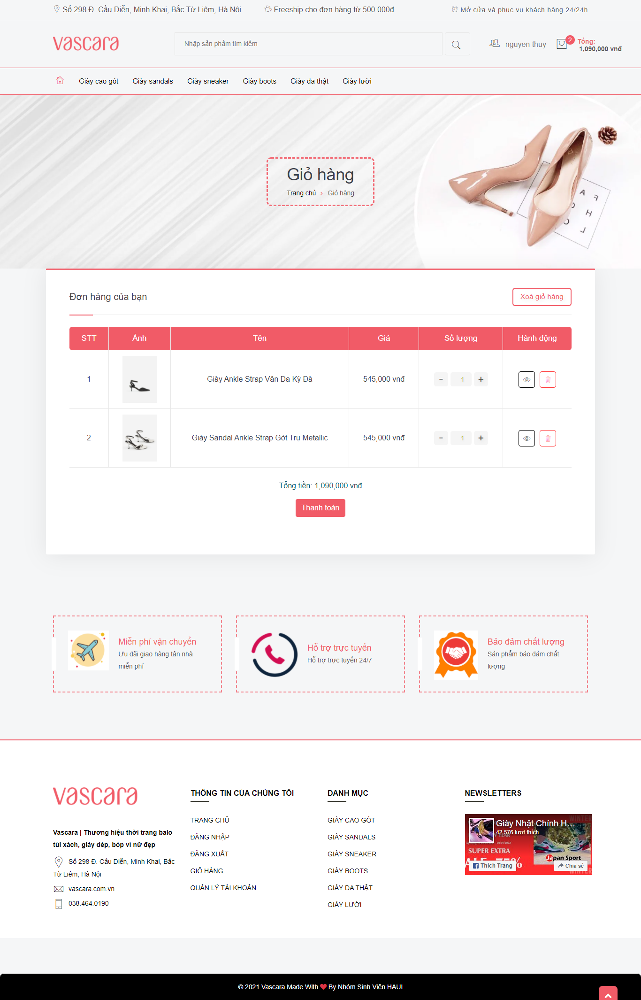 Số 298 Đ. Cầu Diễn, Minh Khai, Bắc Từ Liêm, Hà Nội
Freeship cho đơn hàng từ 500.000đ
Mở cửa và phục vụ khách hàng 24/24h
vascara
Nhập sản phẩm tìm kiếm
nguyen thuy
2
Tổng:
1,090,000 vnđ
Giày cao gót
Giày sandals
Giày sneaker
Giày boots
Giày da thật
Giày lười
Giỏ hàng
Trang chủ › Giỏ hàng
A F
H O
O L
Đơn hàng của bạn
Xoá giỏ hàng
STT Ảnh Tên Giá Số lượng Hành động
1 Giày Ankle Strap Vân Da Kỳ Đà 545,000 vnđ - 1 +
2 Giày Sandal Ankle Strap Gót Trụ Metallic 545,000 vnđ - 1 +
Tổng tiền: 1,090,000 vnđ
Thanh toán
Miễn phí vận chuyển
Ưu đãi giao hàng tận nhà
miễn phí
Hỗ trợ trực tuyến
Hỗ trợ trực tuyến 24/7
Bảo đảm chất lượng
Sản phẩm bảo đảm chất
lượng
vascara
Vascara | Thương hiệu thời trang balo
túi xách, giày dép, bóp ví nữ đẹp
Số 298 Đ. Cầu Diễn, Minh Khai, Bắc
Từ Liêm, Hà Nội
vascara.com.vn
038.464.0190
THÔNG TIN CỦA CHÚNG TÔI
TRANG CHỦ
ĐĂNG NHẬP
ĐĂNG XUẤT
GIỎ HÀNG
QUẢN LÝ TÀI KHOẢN
DANH MỤC
GIÀY CAO GÓT
GIÀY SANDALS
GIÀY SNEAKER
GIÀY BOOTS
GIÀY DA THẬT
GIÀY LƯỜI
NEWSLETTERS
WINTER
Giày Nhật Chính H...
42.576 lượt thích
YEAR
- 02/01/2022
SUPER EXTRA
Japan Sport
Thích Trang
Chia sẻ
WINTER
© 2021 Vascara Made With ❤ By Nhóm Sinh Viên HAUI